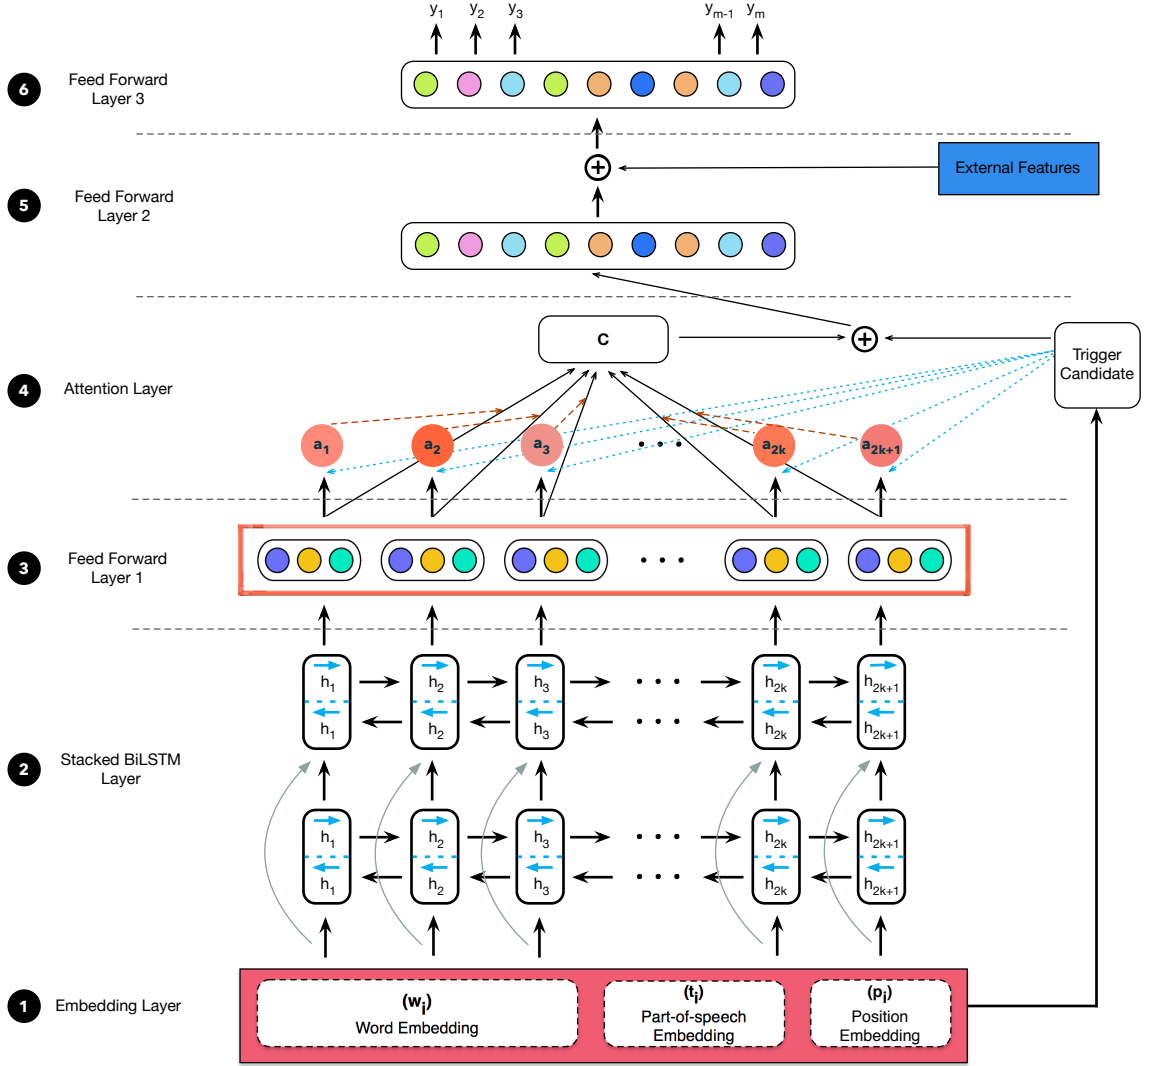 y1 y2 y3 ym-1 ym
6 Feed Forward
Layer 3
External Features
5 Feed Forward
Layer 2
C
Trigger
Candidate
4 Attention Layer
a1 a2 a3 . . . a2k a2k+1
3 Feed Forward
Layer 1
. . .
h1 h2 h3 . . . h2k h2k+1
h1 h2 h3 . . . h2k h2k+1
2 Stacked BiLSTM
Layer
h1 h2 h3 . . . h2k h2k+1
h1 h2 h3 . . . h2k h2k+1
1 Embedding Layer
(wi)
Word Embedding
(ti)
Part-of-speech
Embedding
(pi)
Position
Embedding